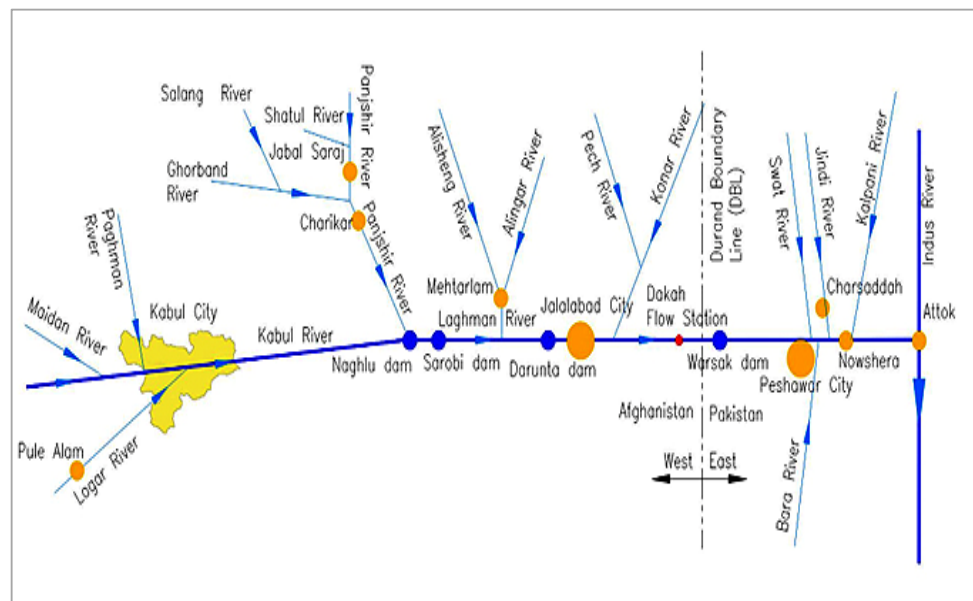 Salang River
Shatul River
Panjshir River
Jabal Saraj
Ghorband
River
Charikar
Panjshir River
Paghman
River
Maidan River
Kabul City
Kabul River
Pule Alam
Logar River
Naghlu dam
Sarobi dam
Alisheng River
Alingar River
Mehtarlam
Laghman River
Darunta dam
Jalalabad City
Pech River
Konar River
Dakah
Flow Station
Durand Boundary
Line (DBL)
Afghanistan
Pakistan
West
East
Warsak dam
Swat River
Jindi River
Kalpani River
Charsaddah
Peshawar City
Nowshera
Bara River
Indus River
Attok